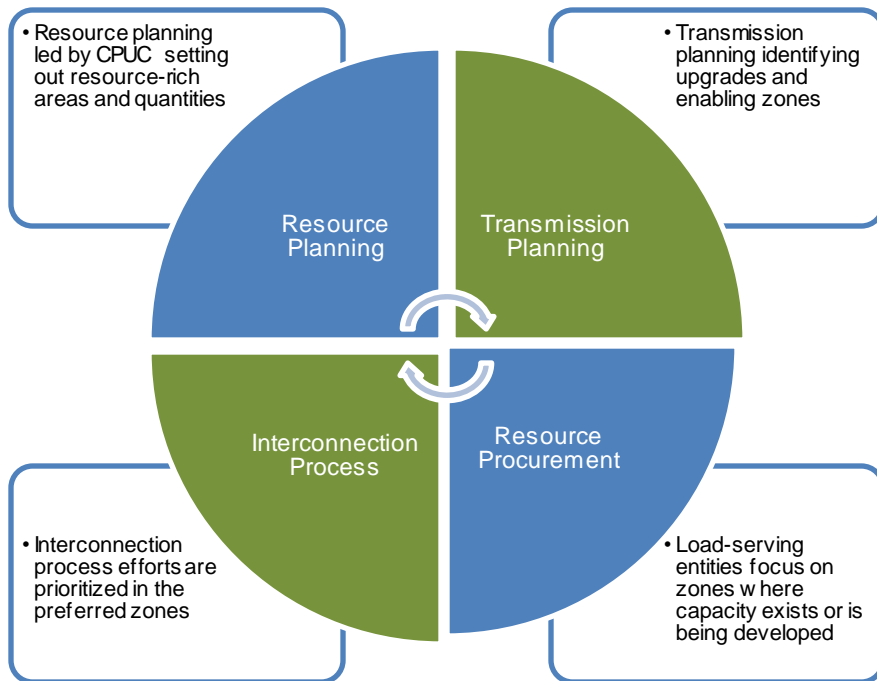 • Resource planning
led by CPUC setting
out resource-rich
areas and quantities
• Transmission
planning identifying
upgrades and
enabling zones
Resource
Planning
Transmission
Planning
Interconnection
Process
Resource
Procurement
• Interconnection
process efforts are
prioritized in the
preferred zones
• Load-serving
entities focus on
zones where
capacity exists or is
being developed